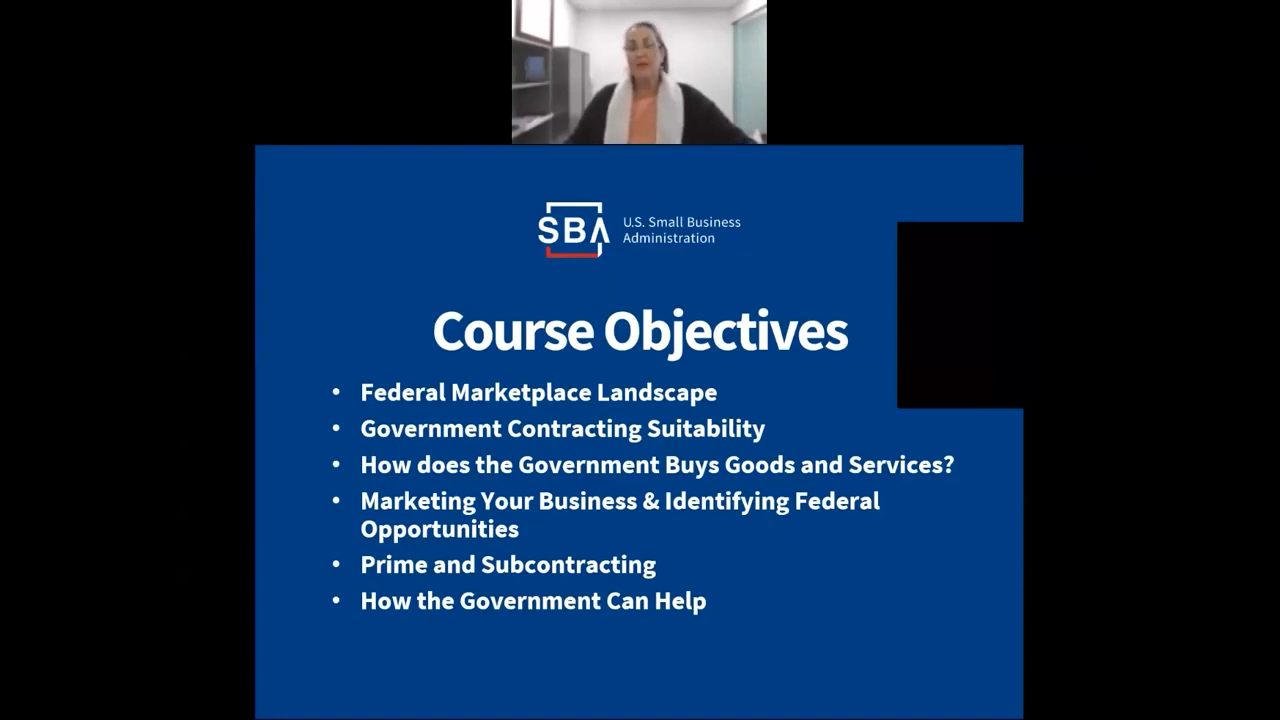 SBA
U.S. Small Business
Administration
Course Objectives
• Federal Marketplace Landscape
• Government Contracting Suitability
• How does the Government Buys Goods and Services?
• Marketing Your Business & Identifying Federal
Opportunities
• Prime and Subcontracting
• How the Government Can Help